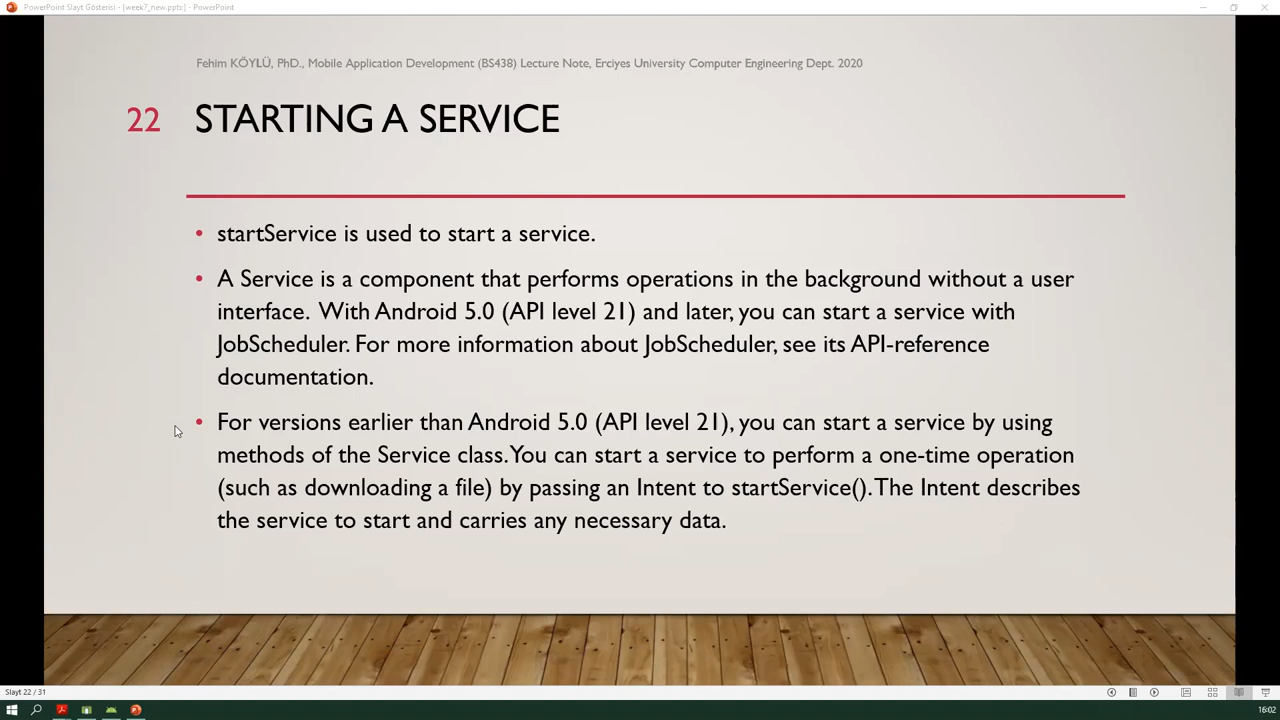 PowerPoint Slayt Gösterisi - [week7_new.pptx] - PowerPoint
Fehim KÖYLÜ, PhD., Mobile Application Development (BS438) Lecture Note, Erciyes University Computer Engineering Dept. 2020
22 STARTING A SERVICE
• startService is used to start a service.
• A Service is a component that performs operations in the background without a user
interface. With Android 5.0 (API level 21) and later, you can start a service with
JobScheduler. For more information about JobScheduler, see its API-reference
documentation.
• For versions earlier than Android 5.0 (API level 21), you can start a service by using
methods of the Service class. You can start a service to perform a one-time operation
(such as downloading a file) by passing an Intent to startService(). The Intent describes
the service to start and carries any necessary data.
Slayt 22 / 31
16:02